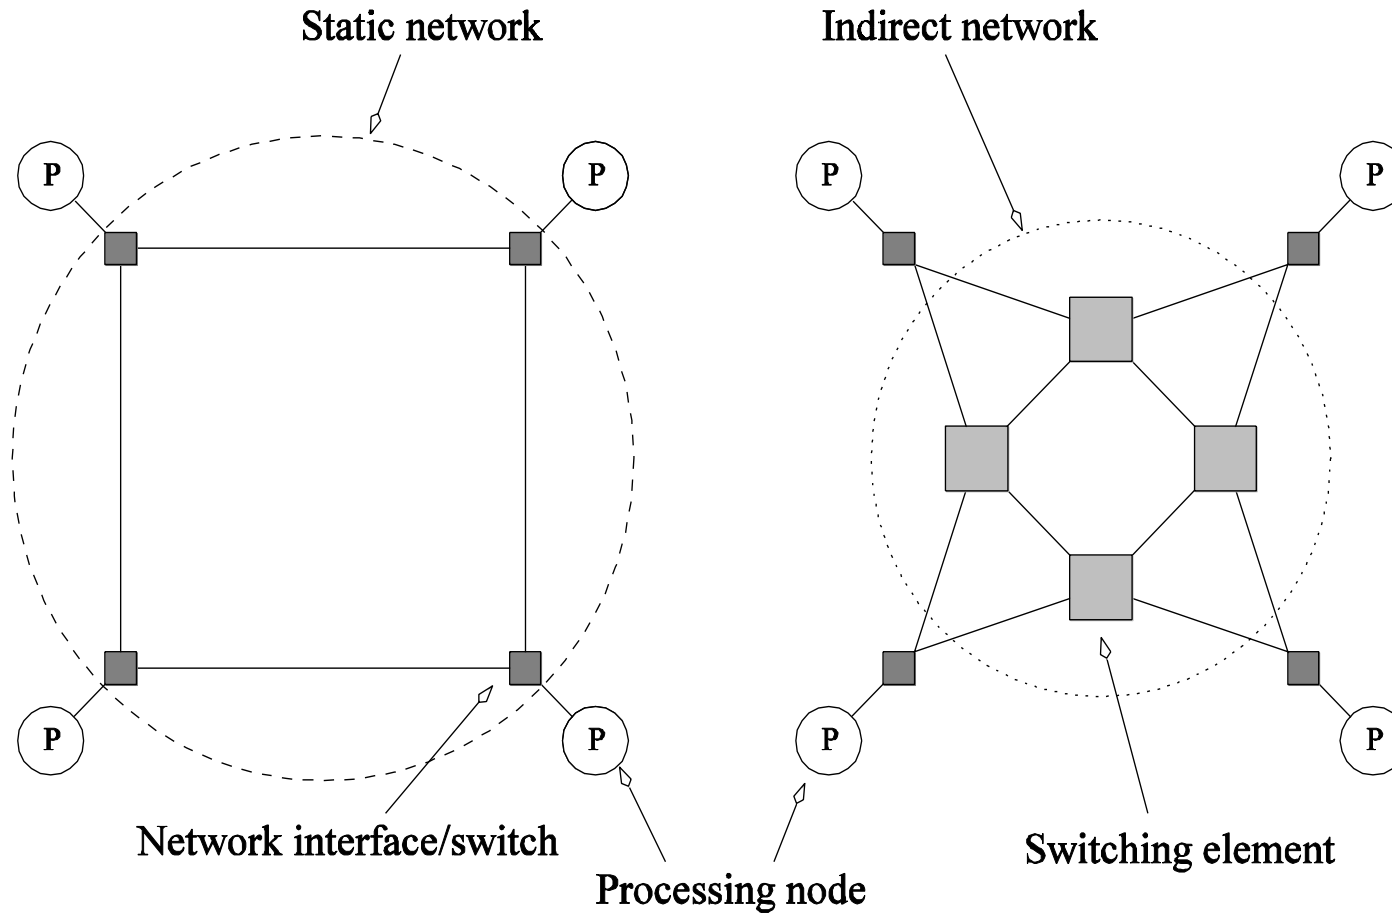 Static network
Indirect network
P
P
P
P
P
P
P
P
Network interface/switch
Switching element
Processing node